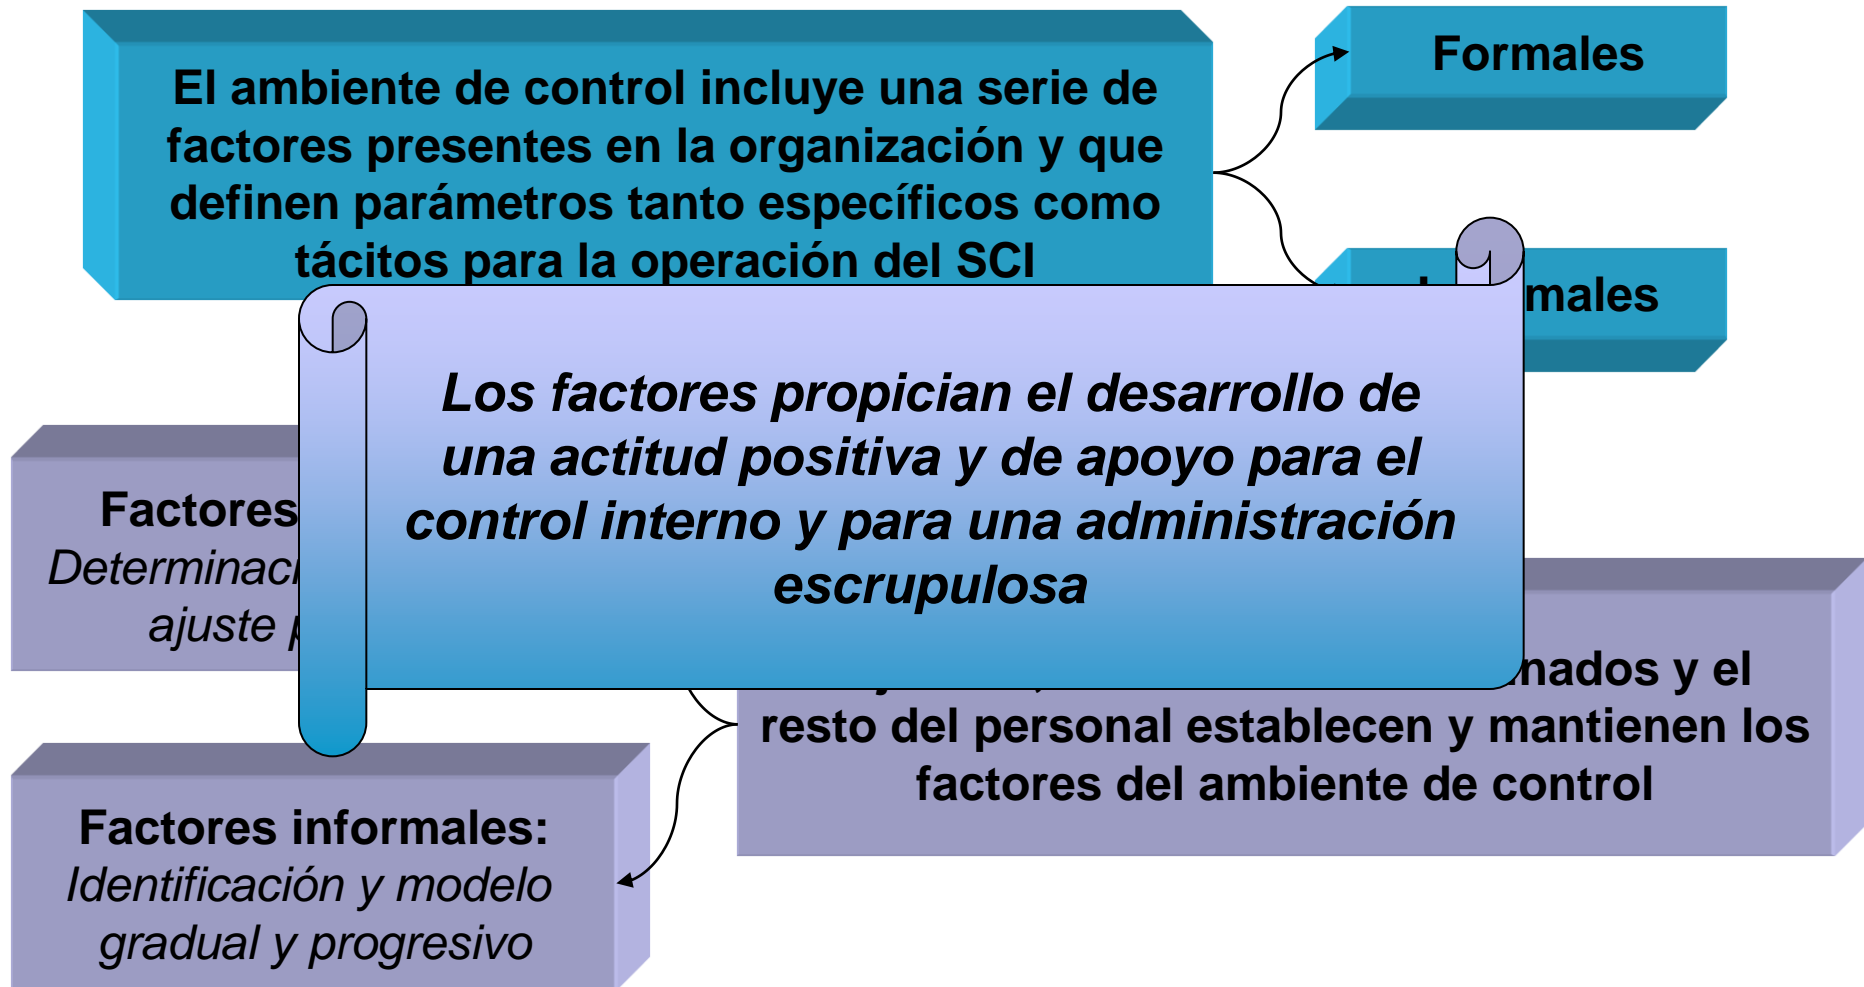 El ambiente de control incluye una serie de
factores presentes en la organización y que
definen parámetros tanto específicos como
tácitos para la operación del SCI
Formales
males
Los factores propician el desarrollo de
una actitud positiva y de apoyo para el
control interno y para una administración
escrupulosa
Factores
Determinac
ajuste
nados y el
resto del personal establecen y mantienen los
factores del ambiente de control
Factores informales:
Identificación y modelo
gradual y progresivo